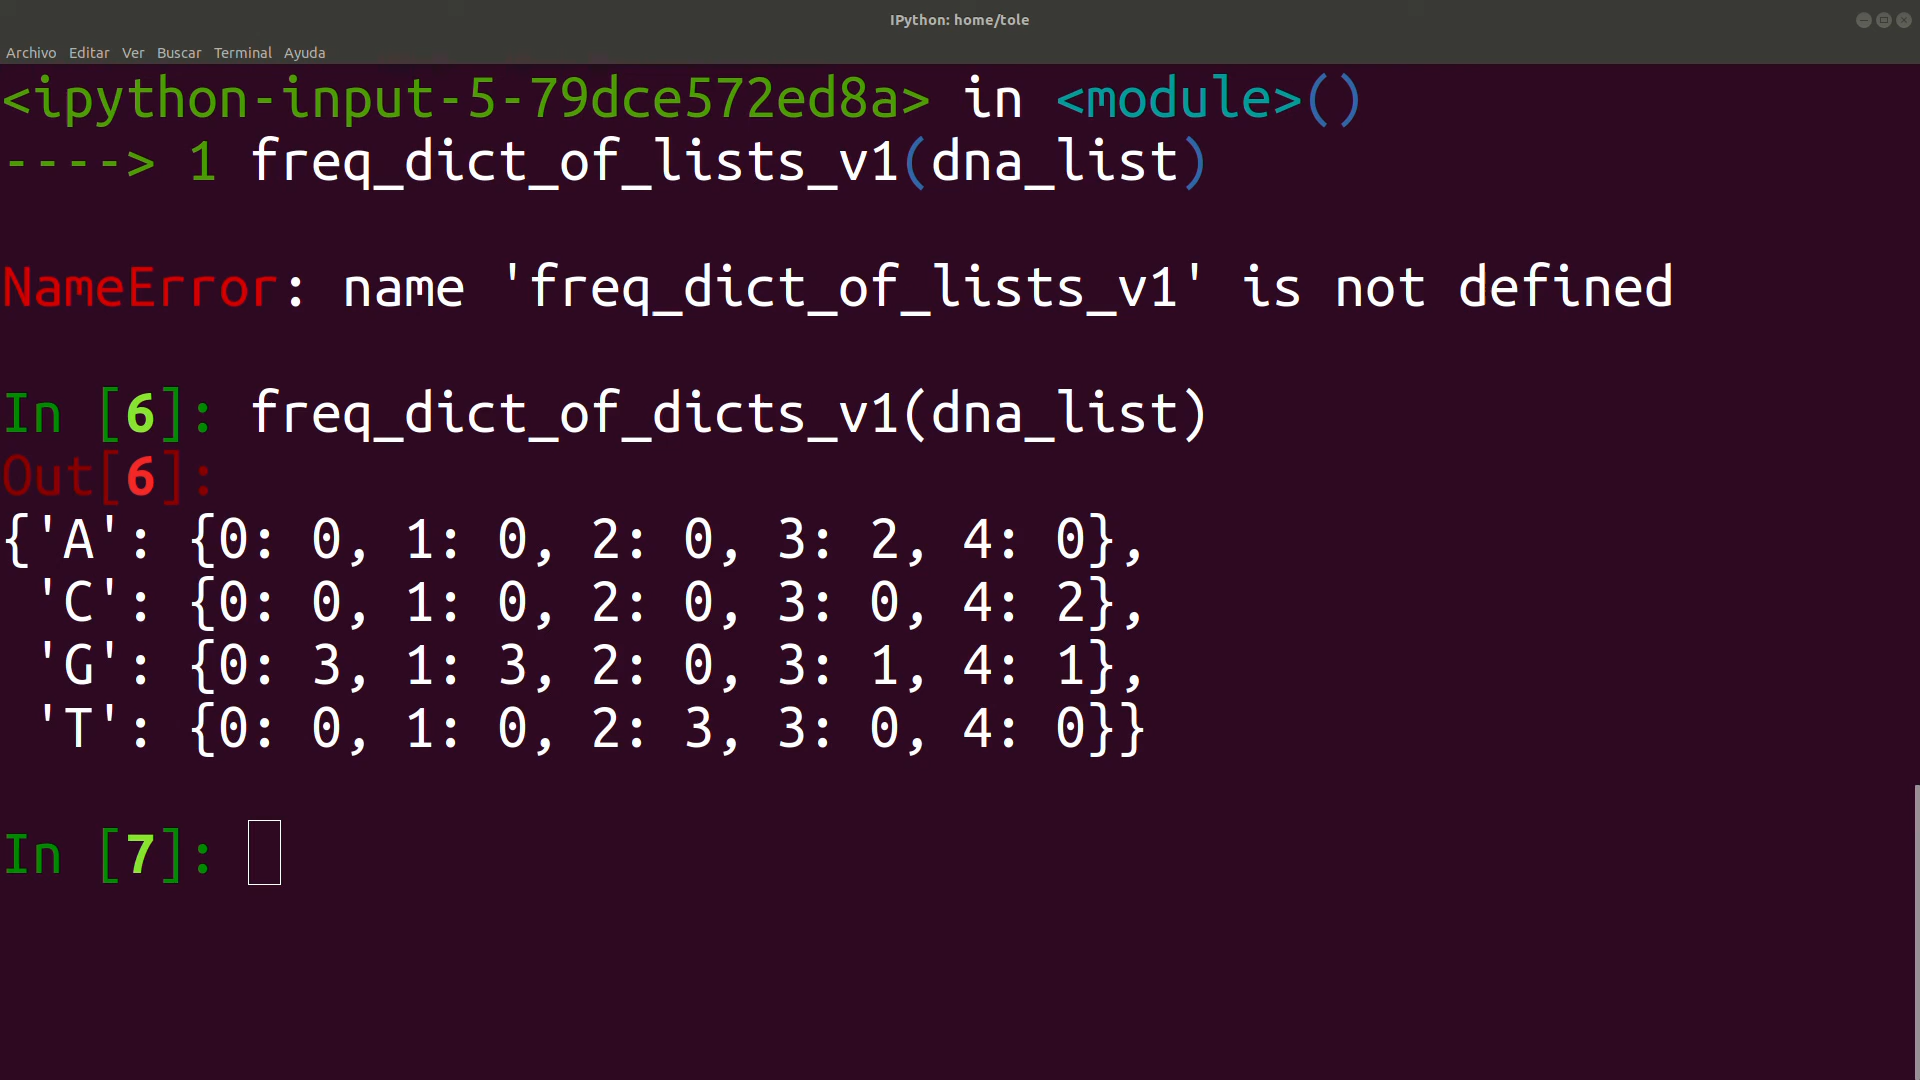 IPython: home/tole
Archivo Editar Ver Buscar Terminal Ayuda
<ipython-input-5-79dce572ed8a> in <module>()
----> 1 freq_dict_of_lists_v1(dna_list)
NameError: name 'freq_dict_of_lists_v1' is not defined
In [6]: freq_dict_of_dicts_v1(dna_list)
Out[6]:
{'A': {0: 0, 1: 0, 2: 0, 3: 2, 4: 0},
 'C': {0: 0, 1: 0, 2: 0, 3: 0, 4: 2},
 'G': {0: 3, 1: 3, 2: 0, 3: 1, 4: 1},
 'T': {0: 0, 1: 0, 2: 3, 3: 0, 4: 0}}
In [7]: